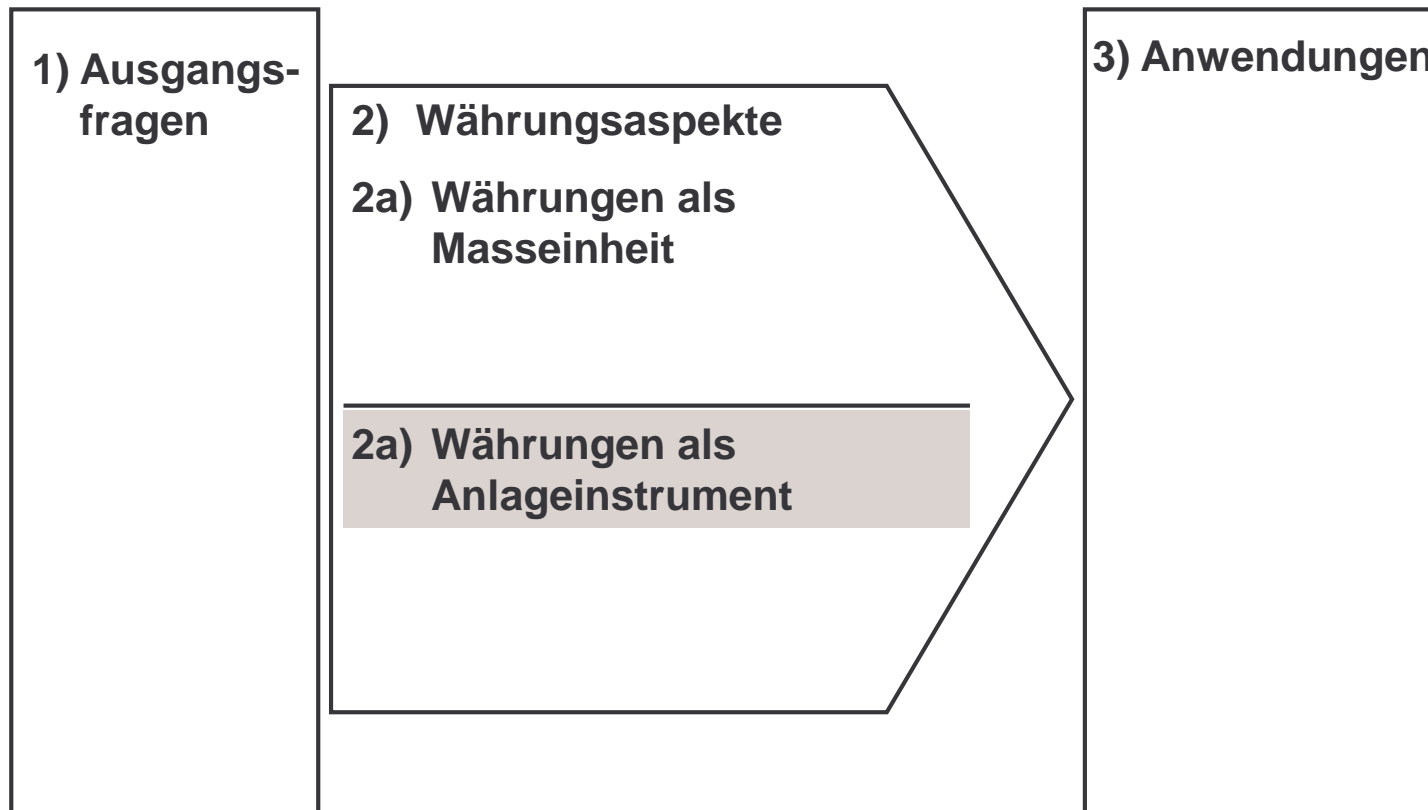 1) Ausgangs-
fragen
2) Währungsaspekte
2a) Währungen als
Masseinheit
2a) Währungen als
Anlageinstrument
3) Anwendungen